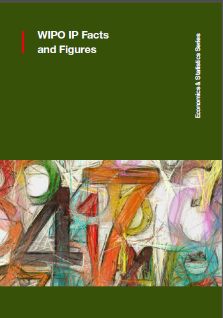 WIPO IP Facts
and Figures
Economics & Statistics Series